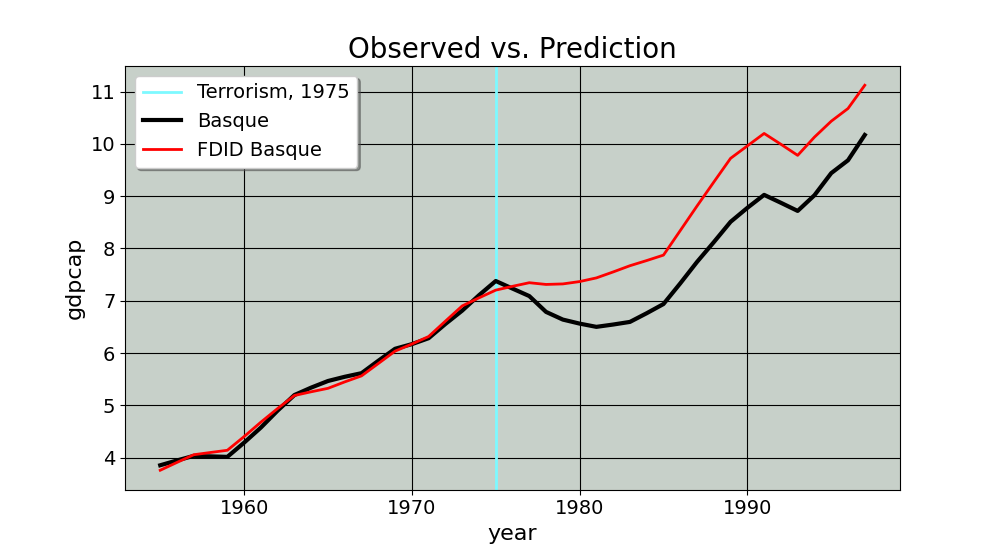 Observed vs. Prediction
Terrorism, 1975
Basque
FDID Basque
gdpcap
11
10
9
8
7
6
5
4
1960 1970 1980 1990
year